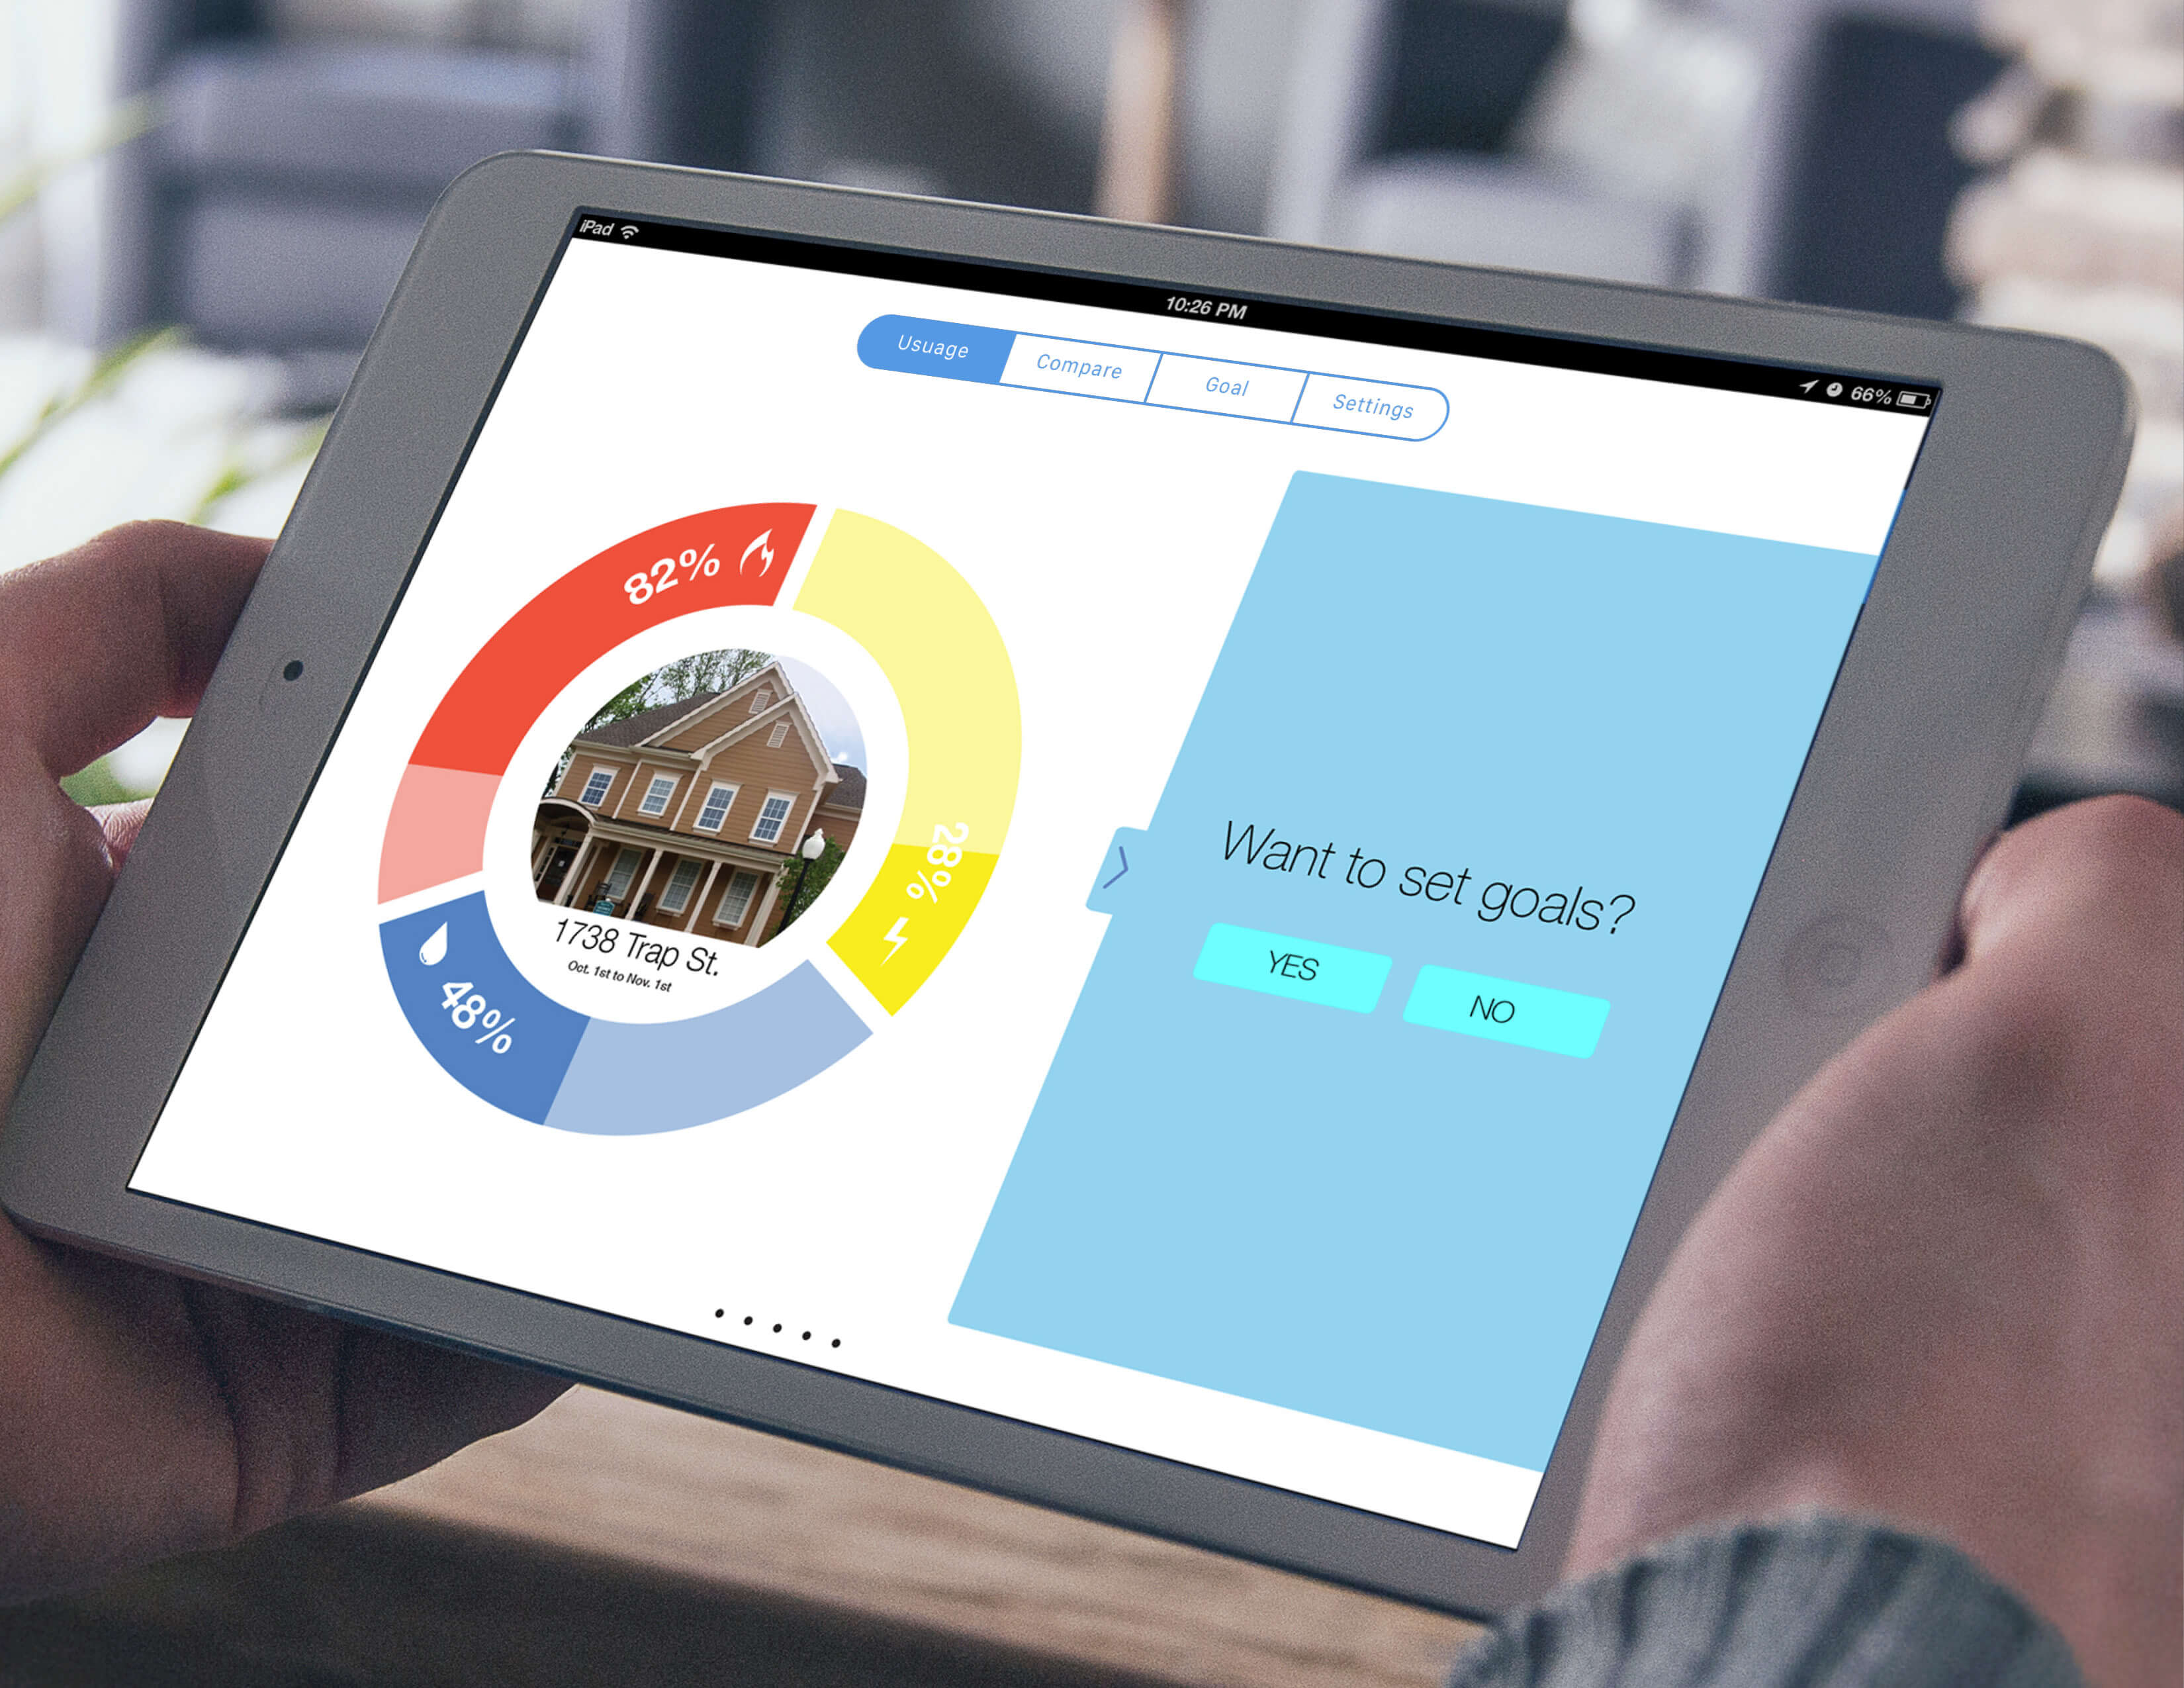 iPad
10:26 PM
66%
Usuage
Compare
Goal
Settings
82%
28%
48%
1738 Trap St.
Oct. 1st to Nov. 1st
Want to set goals?
YES
NO